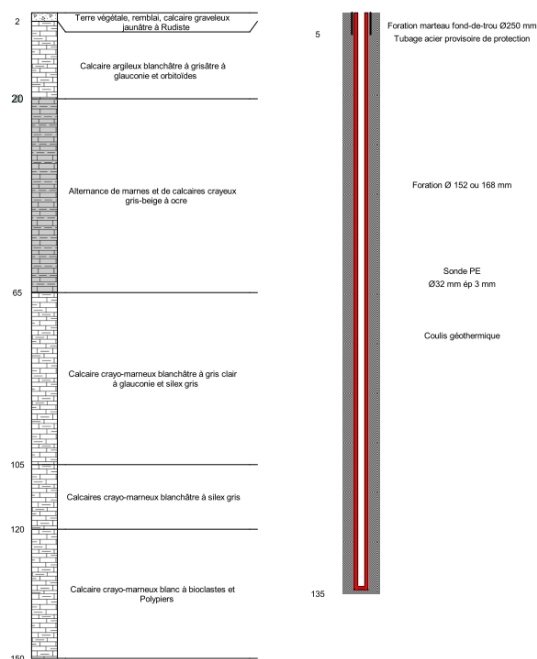 Terre végétale, remblai, calcaire graveleux
jaunâtre à Rudiste
2
Calcaire argileux blanchâtre à grisâtre à
glauconie et orbitoïdes
20
Alternance de marnes et de calcaires crayeux
gris-beige à ocre
65
Calcaire crayo-marneux blanchâtre à gris clair
à glauconie et silex gris
105
Calcaires crayo-marneux blanchâtre à silex gris
120
Calcaire crayo-marneux blanc à bioclastes et
Polypiers
150
Foration marteau fond-de-trou Ø250 mm
5
Tubage acier provisoire de protection
Foration Ø 152 ou 168 mm
Sonde PE
Ø32 mm ép 3 mm
Coulis géothermique
135